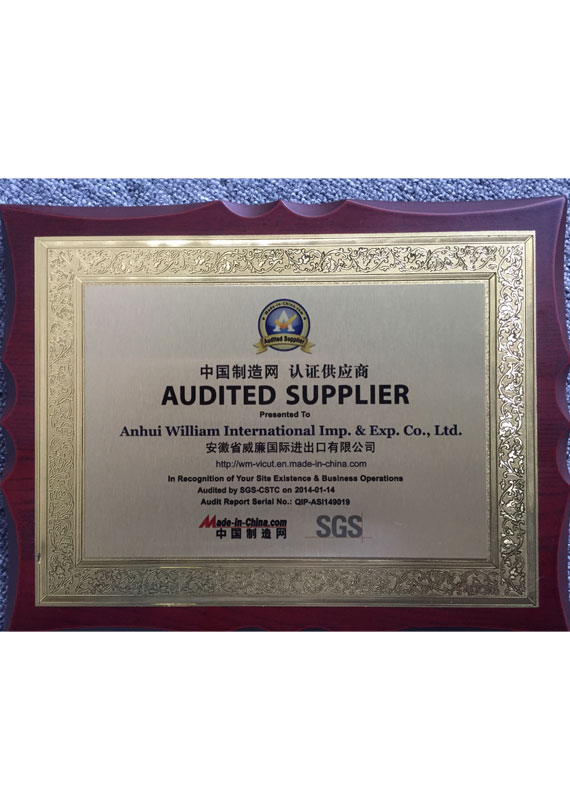 Made-in-China.com
Audited Supplier
中国制造网 认证供应商
AUDITED SUPPLIER
Presented To
Anhui William International Imp. & Exp. Co., Ltd.
安徽省威廉国际进出口有限公司
http://wm-vicut.en.made-in-china.com
In Recognition of Your Site Existence & Business Operations
Audited by SGS-CSTC on 2014-01-14
Audit Report Serial No.: QIP-ASI149019
Made-in-China.com
中国制造网
SGS